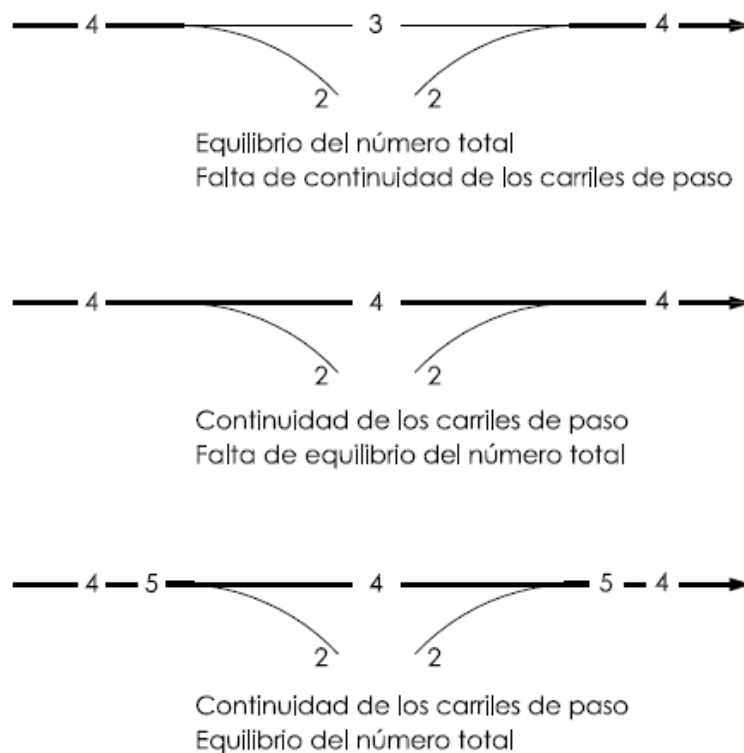 4 3 4
2 2
Equilibrio del número total
Falta de continuidad de los carriles de paso
4 4 4
2 2
Continuidad de los carriles de paso
Falta de equilibrio del número total
4 5 4 5 4
2 2
Continuidad de los carriles de paso
Equilibrio del número total